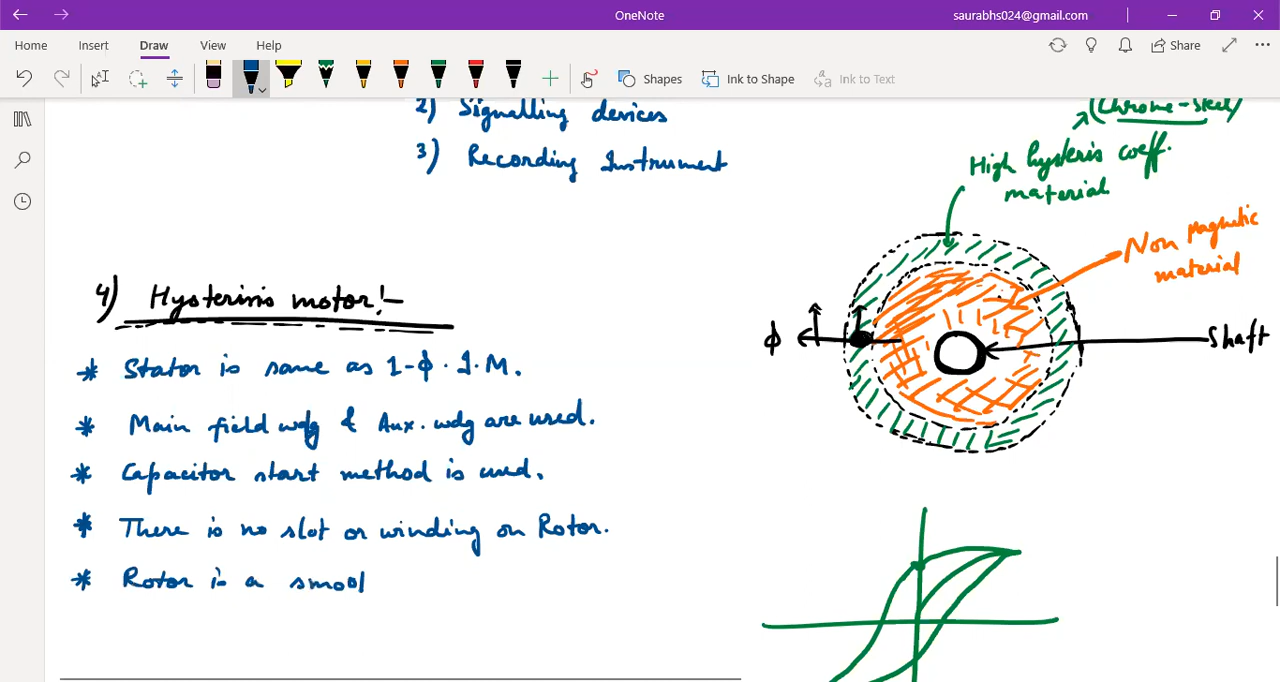 OneNote
saurabhs024@gmail.com
Home
Insert
Draw
View
Help
Share
Shapes
Ink to Shape
Ink to Text
2) Signalling devices
3) Recording Instrument
(Chrome-Steel)
High hysteris coeff.
material
Non Magnetic
material
Shaft
ϕ
4) Hysterisis motor!-
* Stator is same as 1-ϕ. I.M.
* Main field wdg & Aux. wdg are used.
* Capacitor start method is used.
* There is no slot or winding on Rotor.
* Rotor is a smool